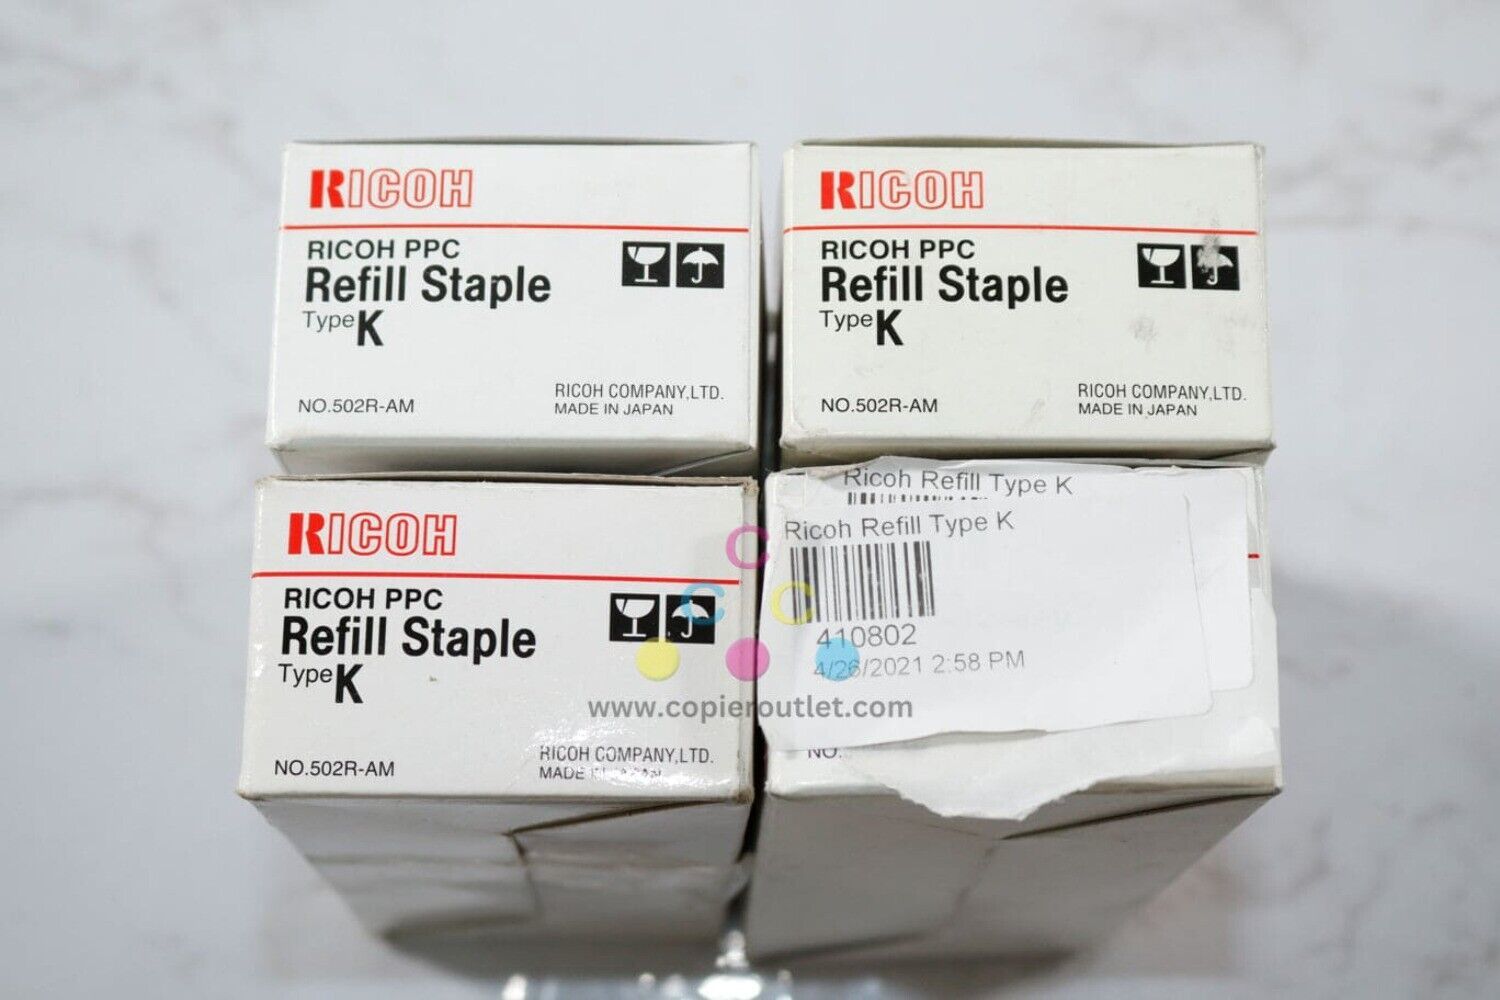 RICOH
RICOH PPC
Refill Staple
Type K
NO.502R-AM
RICOH COMPANY,LTD.
MADE IN JAPAN
RICOH
RICOH PPC
Refill Staple
Type K
NO.502R-AM
RICOH COMPANY,LTD.
MADE IN JAPAN
RICOH
RICOH PPC
Refill Staple
Type K
NO.502R-AM
RICOH COMPANY,LTD.
MADE
Ricoh Refill Type K
Ricoh Refill Type K
410802
4/26/2021 2:58 PM
NO.
C
C C
www.copieroutlet.com